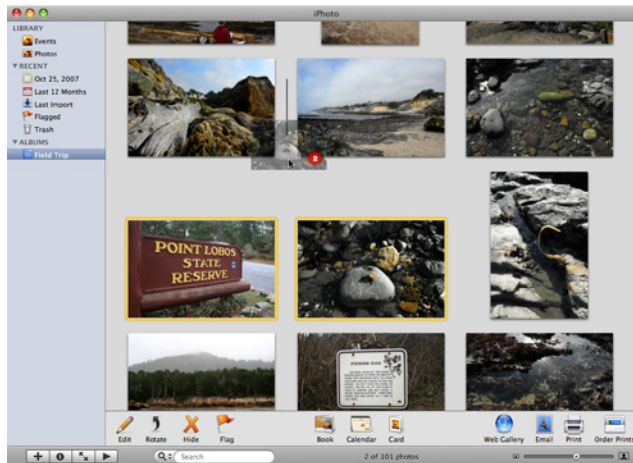 iPhoto
LIBRARY
Events
Photos
RECENT
Oct 25, 2007
Last 12 Months
Last Import
Flagged
Trash
ALBUMS
Field Trip
2
POINT LOBOS
STATE
RESERVE
POISON OAK
Edit
Rotate
Hide
Flag
Book
Calendar
Card
Web Gallery
Email
Print
Order Prints
Search
2 of 101 photos